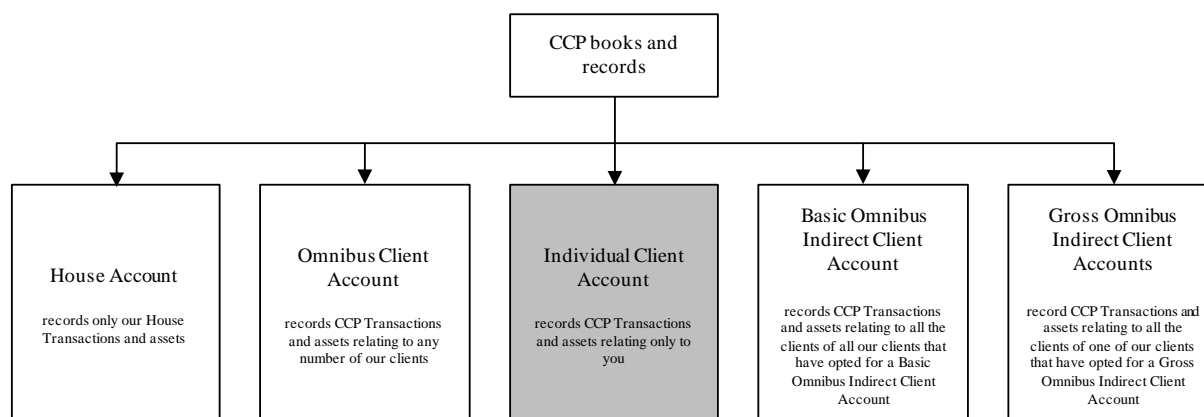 CCP books and
records
House Account
records only our House
Transactions and assets
Omnibus Client
Account
records CCP Transactions
and assets relating to any
number of our clients
Individual Client
Account
records CCP Transactions
and assets relating only to
you
Basic Omnibus
Indirect Client
Account
records CCP Transactions
and assets relating to all the
clients of all our clients that
have opted for a Basic
Omnibus Indirect Client
Account
Gross Omnibus
Indirect Client
Accounts
record CCP Transactions and
assets relating to all the
clients of one of our clients
that have opted for a Gross
Omnibus Indirect Client
Account